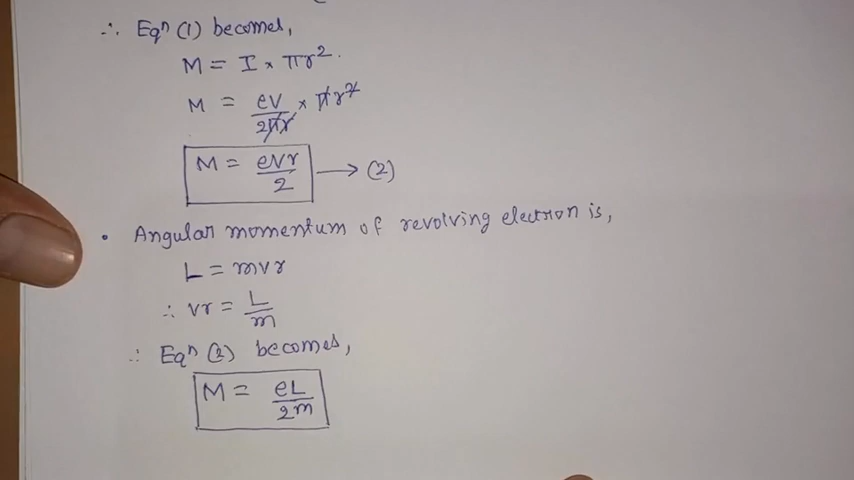 ∴ Eqⁿ (1) becomes,
M = I × πr².
M = ev/2πr × πr²
M = evr/2 → (2)
• Angular momentum of revolving electron is,
L = mvr
∴ vr = L/m
∴ Eqⁿ (2) becomes,
M = eL/2m